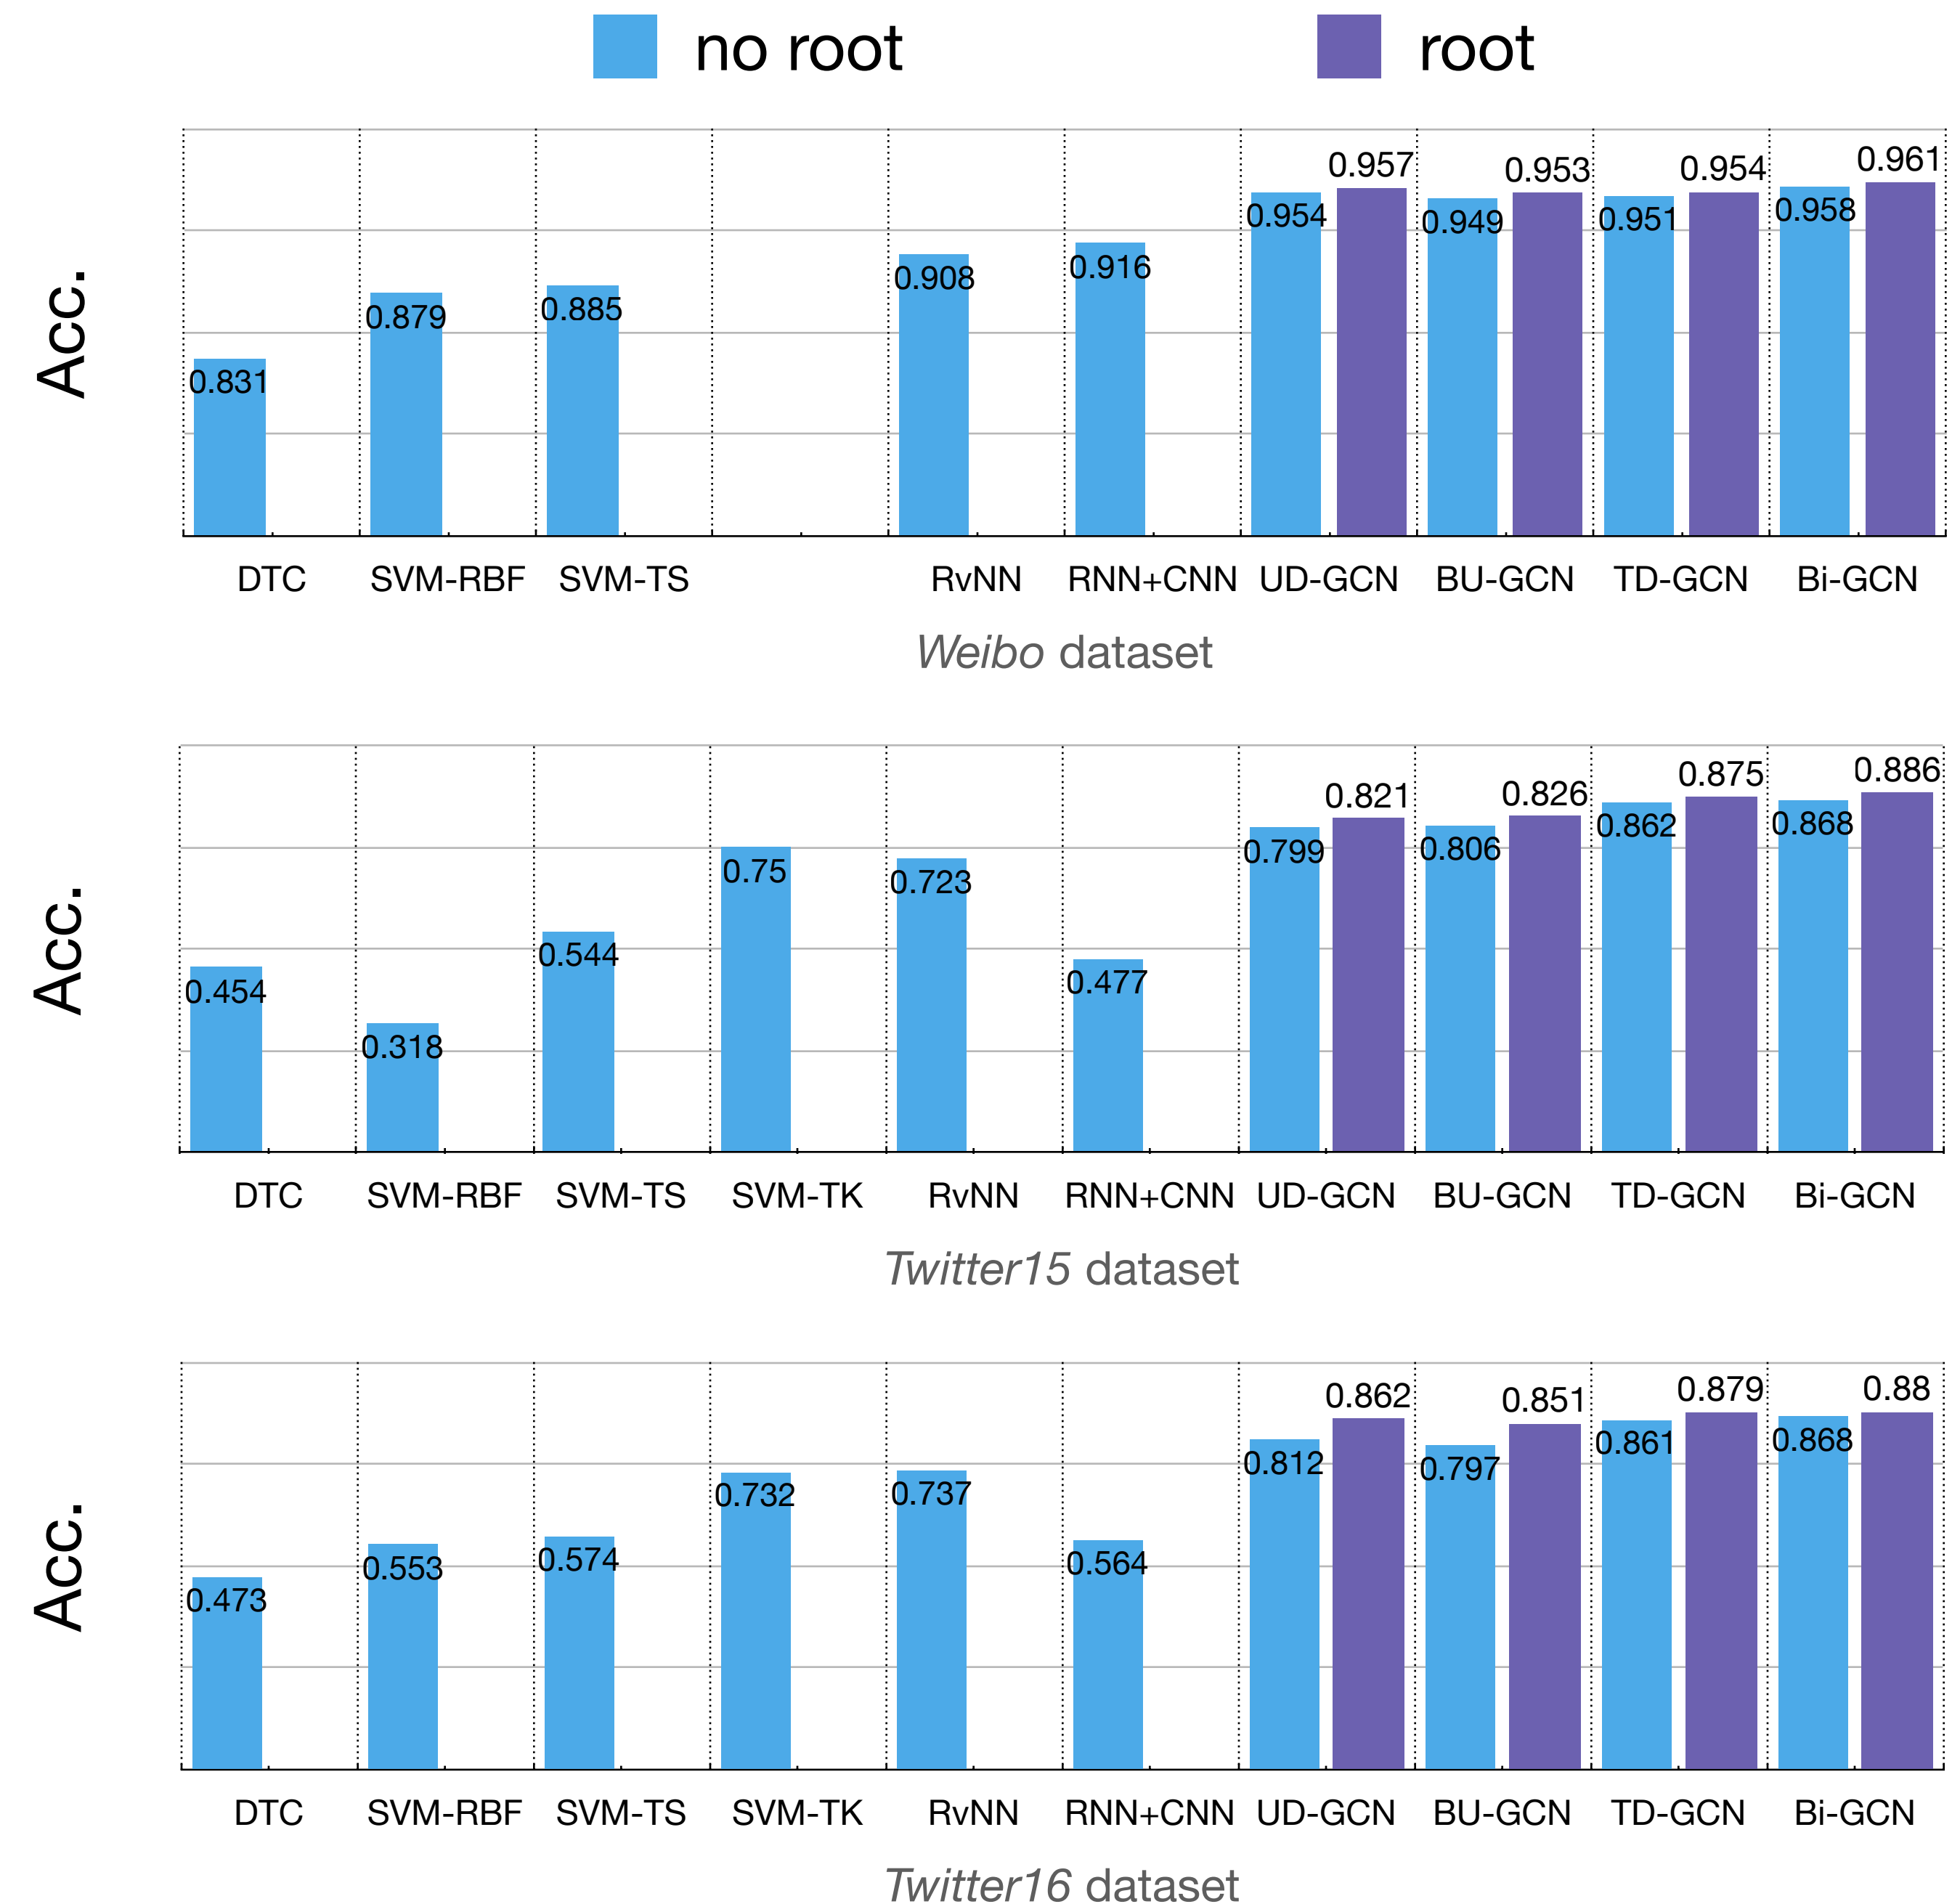 no root root
Acc.
0.831 0.879 0.885 0.908 0.916 0.954 0.957 0.949 0.953 0.951 0.954 0.958 0.961
DTC SVM-RBF SVM-TS RvNN RNN+CNN UD-GCN BU-GCN TD-GCN Bi-GCN
Weibo dataset
Acc.
0.454 0.318 0.544 0.75 0.723 0.477 0.799 0.821 0.806 0.826 0.862 0.875 0.868 0.886
DTC SVM-RBF SVM-TS SVM-TK RvNN RNN+CNN UD-GCN BU-GCN TD-GCN Bi-GCN
Twitter15 dataset
Acc.
0.473 0.553 0.574 0.732 0.737 0.564 0.812 0.862 0.797 0.851 0.861 0.879 0.868 0.88
DTC SVM-RBF SVM-TS SVM-TK RvNN RNN+CNN UD-GCN BU-GCN TD-GCN Bi-GCN
Twitter16 dataset